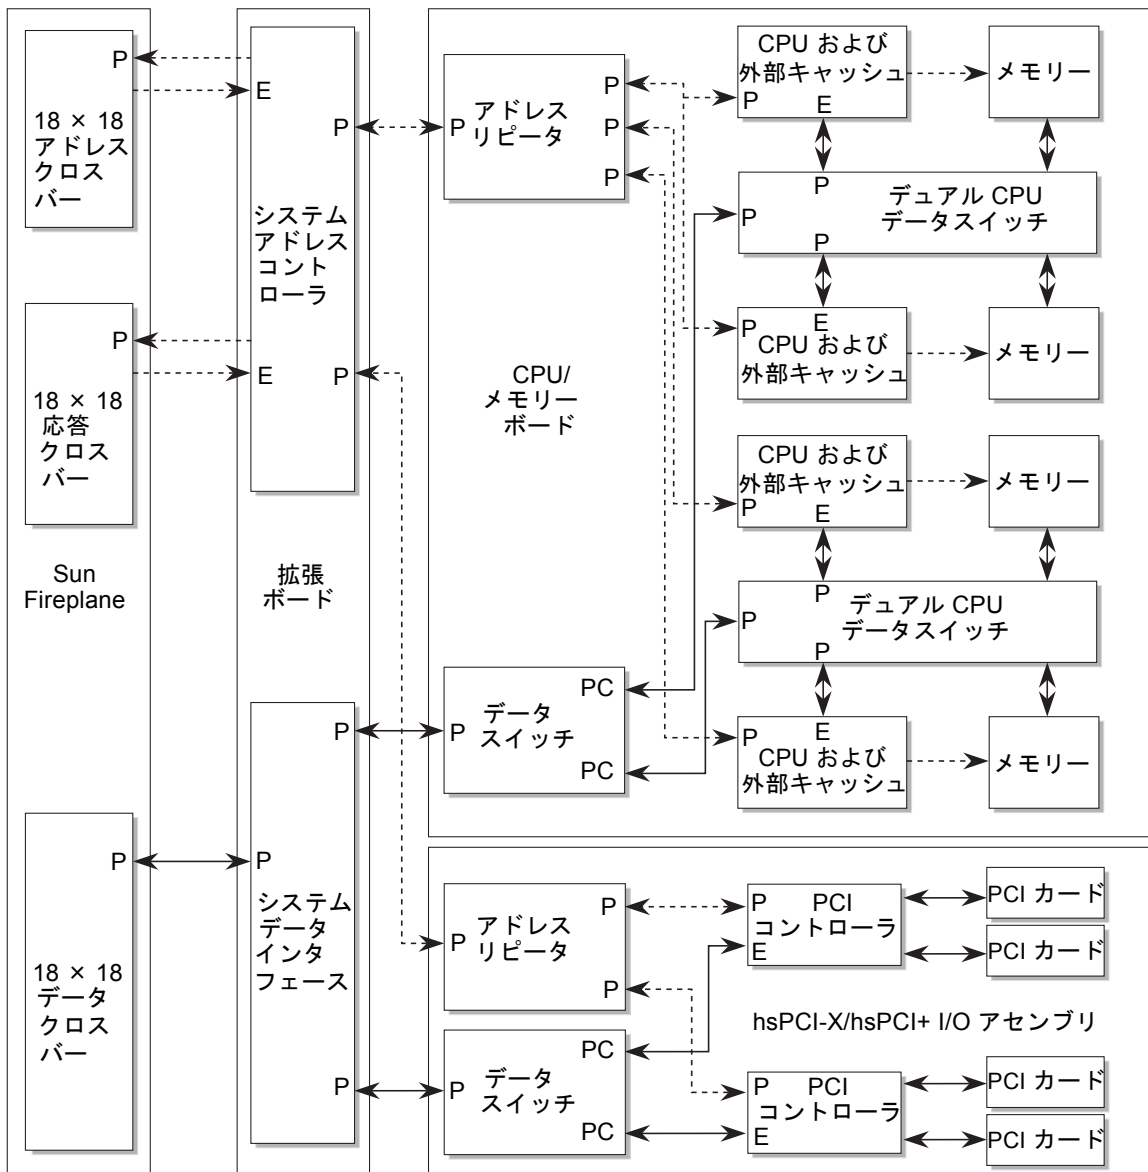 P
18 × 18
アドレス
クロス
バー
P
18 × 18
応答
クロス
バー
Sun
Fireplane
P
18 × 18
データ
クロス
バー
E
P
システム
アドレス
コント
ローラ
E
P
拡張
ボード
P
P
システム
データ
インタ
フェース
P
P
アドレス
リピータ
P
P
P
CPU/
メモリー
ボード
P
データ
スイッチ
PC
PC
CPU および
外部キャッシュ
P
E
メモリー
P
P
デュアル CPU
データスイッチ
P
P
E
CPU および
外部キャッシュ
メモリー
CPU および
外部キャッシュ
P
E
メモリー
P
P
デュアル CPU
データスイッチ
P
P
E
CPU および
外部キャッシュ
メモリー
P
アドレス
リピータ
P
P
P
データ
スイッチ
PC
PC
P
PCI
コントローラ
E
PCI カード
PCI カード
hsPCI-X/hsPCI+ I/O アセンブリ
P
PCI
コントローラ
E
PCI カード
PCI カード